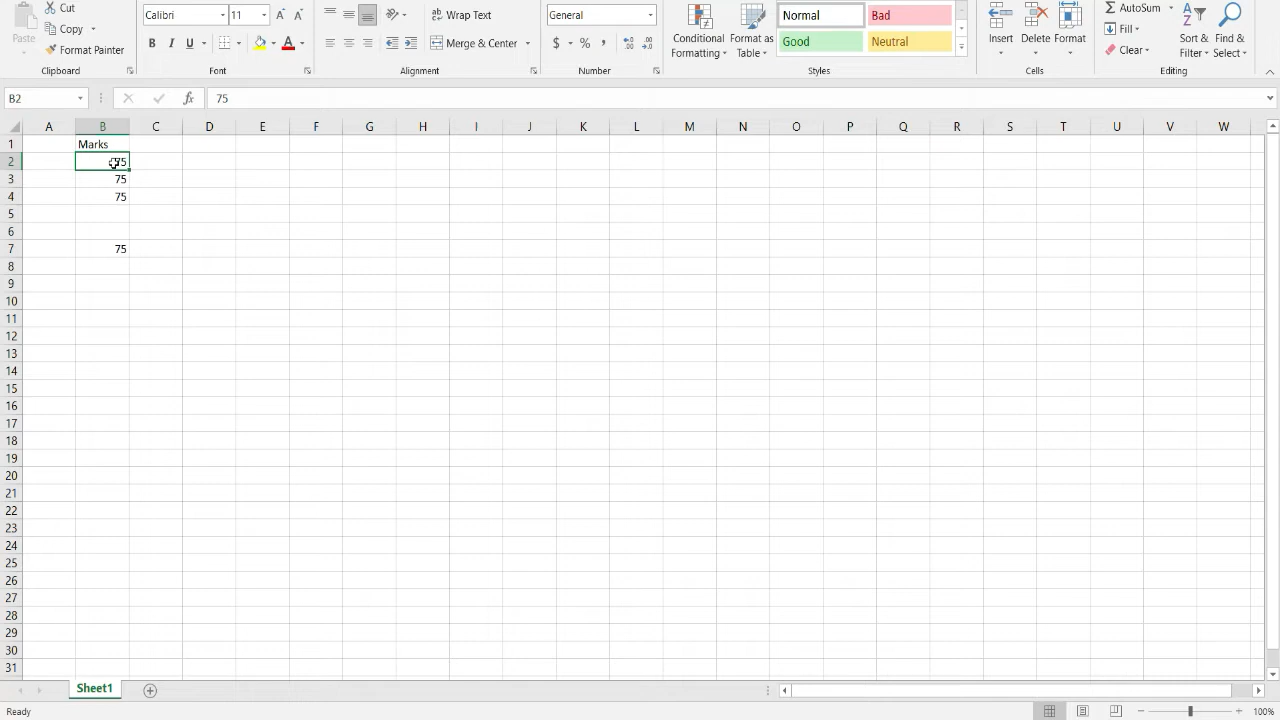 Cut
Calibri 11
Wrap Text
General
Normal Bad
AutoSum
Paste
Copy
Conditional Formatting
Format as Table
Good Neutral
Insert Delete Format
Fill
Sort & Filter
Find & Select
Format Painter
B I U
Merge & Center
$ % ,
Clear
Clipboard Font Alignment Number Styles Cells Editing
B2 fx 75
A B C D E F G H I J K L M N O P Q R S T U V W
1 Marks
2 75
3 75
4 75
5
6
7 75
8
9
10
11
12
13
14
15
16
17
18
19
20
21
22
23
24
25
26
27
28
29
30
31
Sheet1
Ready 100%